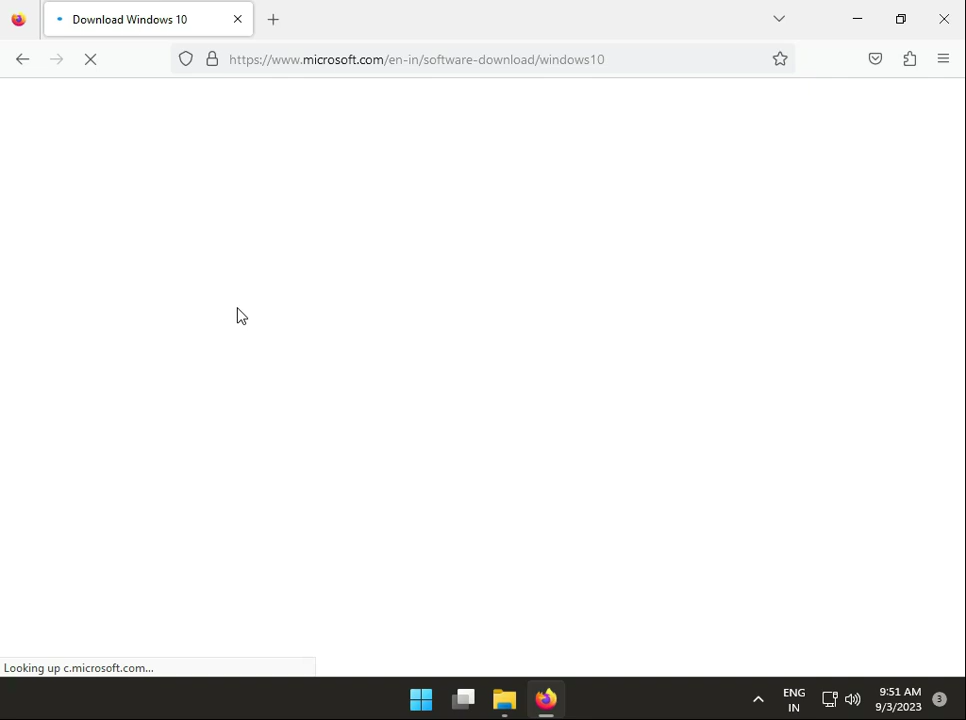 Download Windows 10
https://www.microsoft.com/en-in/software-download/windows10
Looking up c.microsoft.com...
ENG
IN
9:51 AM
9/3/2023
3